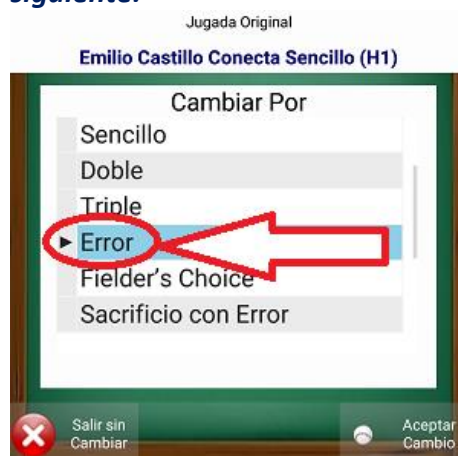 siguiente:
Jugada Original
Emilio Castillo Conecta Sencillo (H1)
Cambiar Por
Sencillo
Doble
Triple
Error
Fielder's Choice
Sacrificio con Error
Salir sin
Cambiar
Aceptar
Cambio